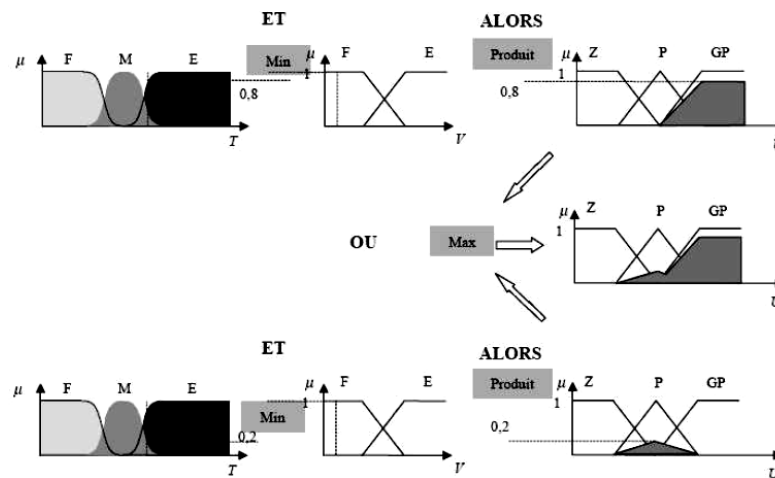 ET ALORS
μ F M E Min μ F E Produit μ Z P GP
1 1
0,8 0,8
T V U
μ Z P GP
OU Max 1
U
ET ALORS
μ F M E μ F E Produit μ Z P GP
Min 1 1
0,2 0,2
T V U